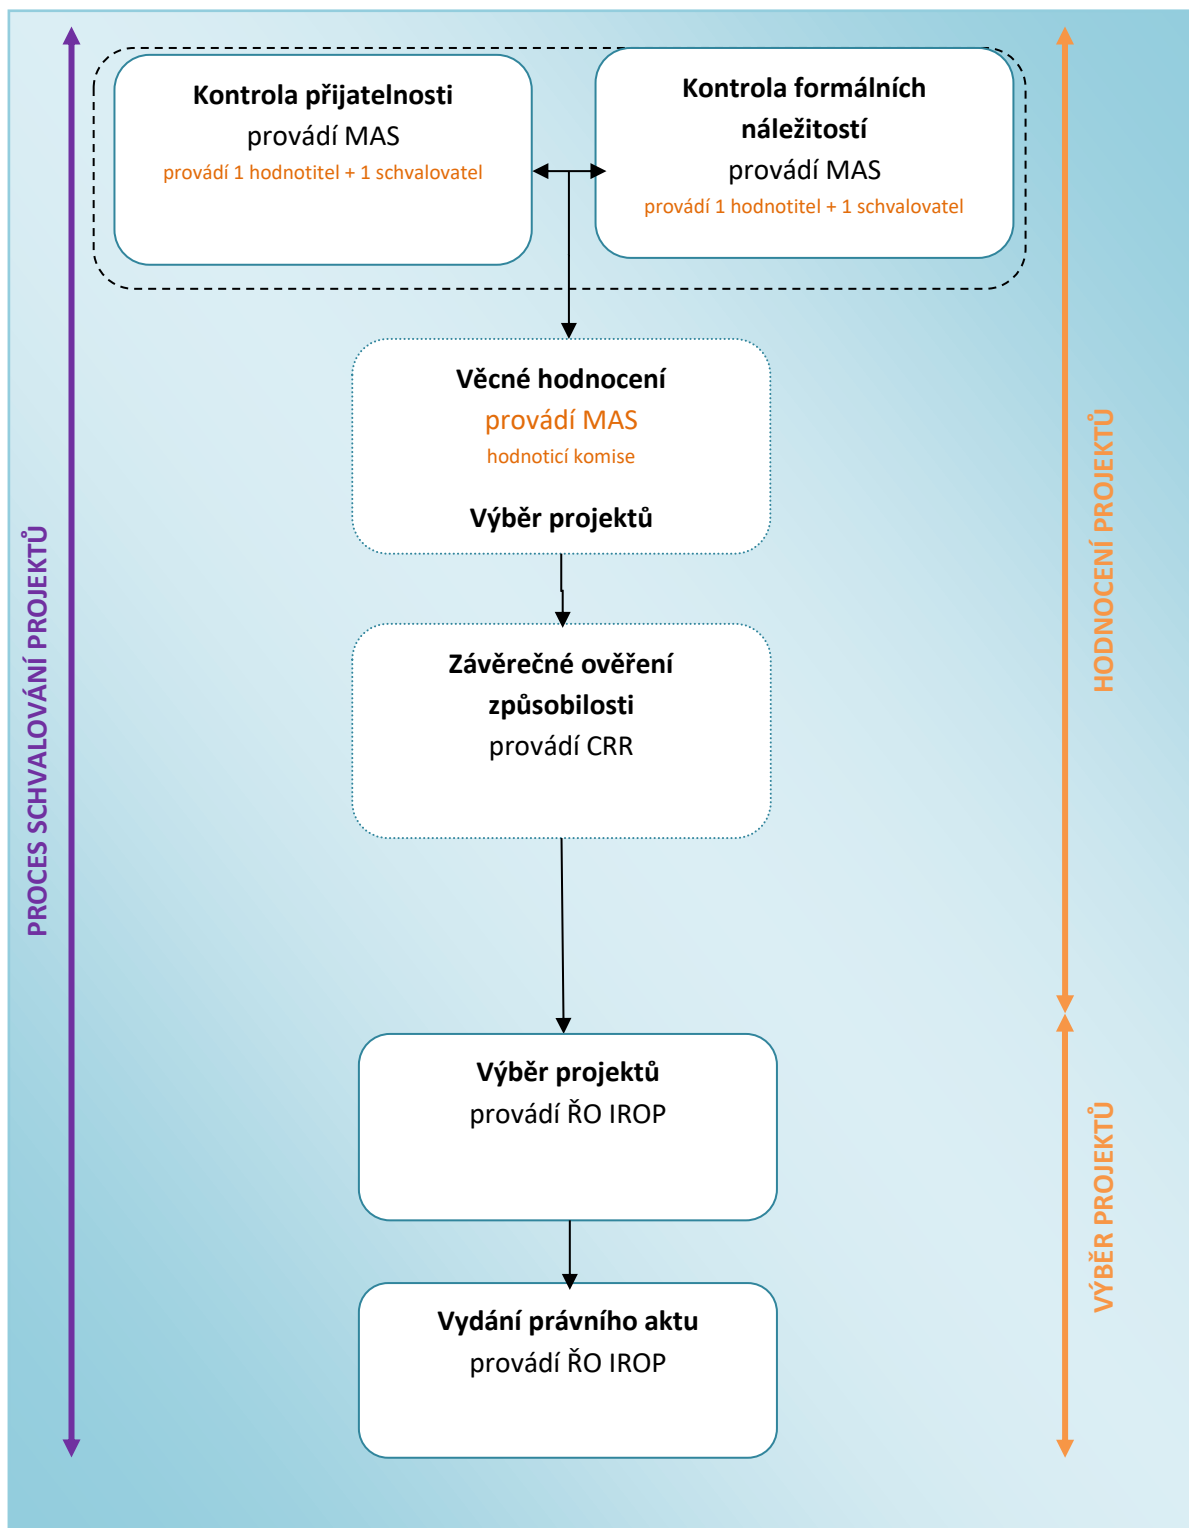 Kontrola přijatelnosti
provádí MAS
provádí 1 hodnotitel + 1 schvalovatel
Kontrola formálních
náležitostí
provádí MAS
provádí 1 hodnotitel + 1 schvalovatel
Věcné hodnocení
provádí MAS
hodnoticí komise
Výběr projektů
Závěrečné ověření
způsobilosti
provádí CRR
Výběr projektů
provádí ŘO IROP
Vydání právního aktu
provádí ŘO IROP
PROCES SCHVALOVÁNÍ PROJEKTŮ
HODNOCENÍ PROJEKTŮ
VÝBĚR PROJEKTŮ